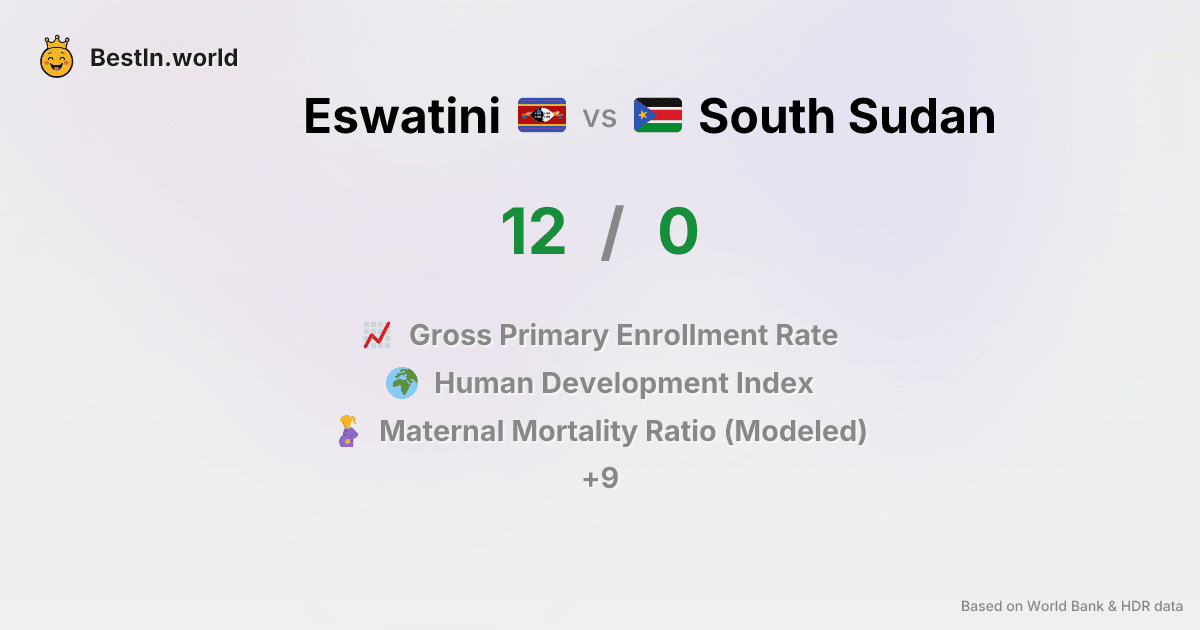 BestIn.world
Eswatini vs South Sudan
12 / 0
Gross Primary Enrollment Rate
Human Development Index
Maternal Mortality Ratio (Modeled)
+9
Based on World Bank & HDR data